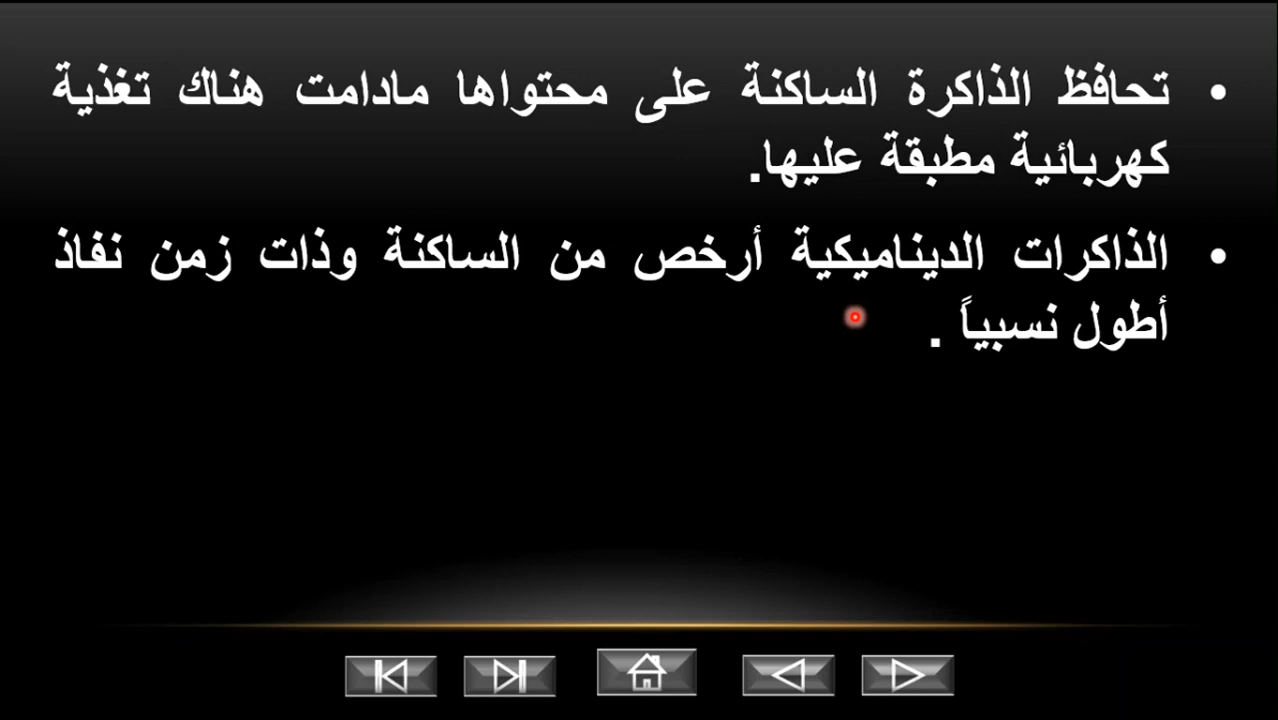 • تحافظ الذاكرة الساكنة على محتواها مادامت هناك تغذية
كهربائية مطبقة عليها.
• الذاكرات الديناميكية أرخص من الساكنة وذات زمن نفاذ
أطول نسبياً .